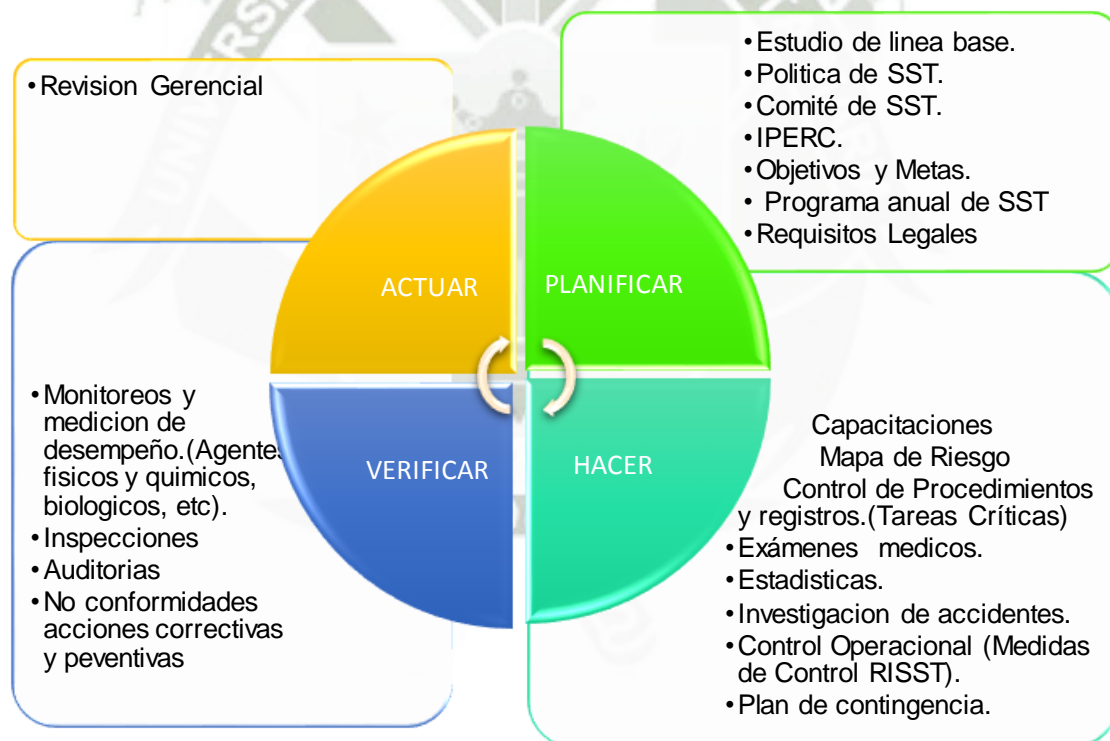 •Revision Gerencial
•Estudio de linea base.
•Politica de SST.
•Comité de SST.
•IPERC.
•Objetivos y Metas.
• Programa anual de SST
•Requisitos Legales
ACTUAR
PLANIFICAR
VERIFICAR
HACER
•Monitoreos y
medicion de
desempeño.(Agentes
fisicos y quimicos,
biologicos, etc).
•Inspecciones
•Auditorias
•No conformidades
acciones correctivas
y peventivas
Capacitaciones
Mapa de Riesgo
Control de Procedimientos
y registros.(Tareas Críticas)
•Exámenes medicos.
•Estadisticas.
•Investigacion de accidentes.
•Control Operacional (Medidas
de Control RISST).
•Plan de contingencia.